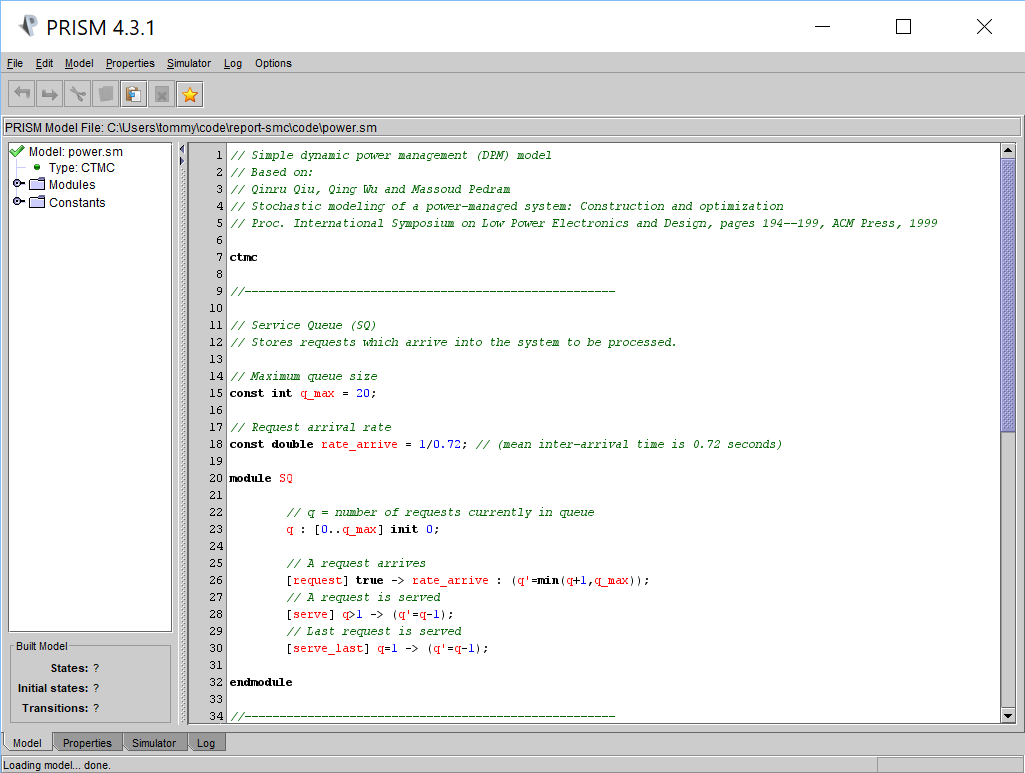 PRISM 4.3.1
File Edit Model Properties Simulator Log Options
PRISM Model File: C:\Users\tommy\code\report-smc\code\power.sm
Model: power.sm
Type: CTMC
Modules
Constants
1 // Simple dynamic power management (DPM) model
2 // Based on:
3 // Qinru Qiu, Qing Wu and Massoud Pedram
4 // Stochastic modeling of a power-managed system: Construction and optimization
5 // Proc. International Symposium on Low Power Electronics and Design, pages 194--199, ACM Press, 1999
6
7 ctmc
8
9 //-----------------------------------------------------
10
11 // Service Queue (SQ)
12 // Stores requests which arrive into the system to be processed.
13
14 // Maximum queue size
15 const int q_max = 20;
16
17 // Request arrival rate
18 const double rate_arrive = 1/0.72; // (mean inter-arrival time is 0.72 seconds)
19
20 module SQ
21
22 // q = number of requests currently in queue
23 q : [0..q_max] init 0;
24
25 // A request arrives
26 [request] true -> rate_arrive : (q'=min(q+1,q_max));
27 // A request is served
28 [serve] q>1 -> (q'=q-1);
29 // Last request is served
30 [serve_last] q=1 -> (q'=q-1);
31
32 endmodule
33
34 //-----------------------------------------------------
Built Model
States: ?
Initial states: ?
Transitions: ?
Model Properties Simulator Log
Loading model... done.